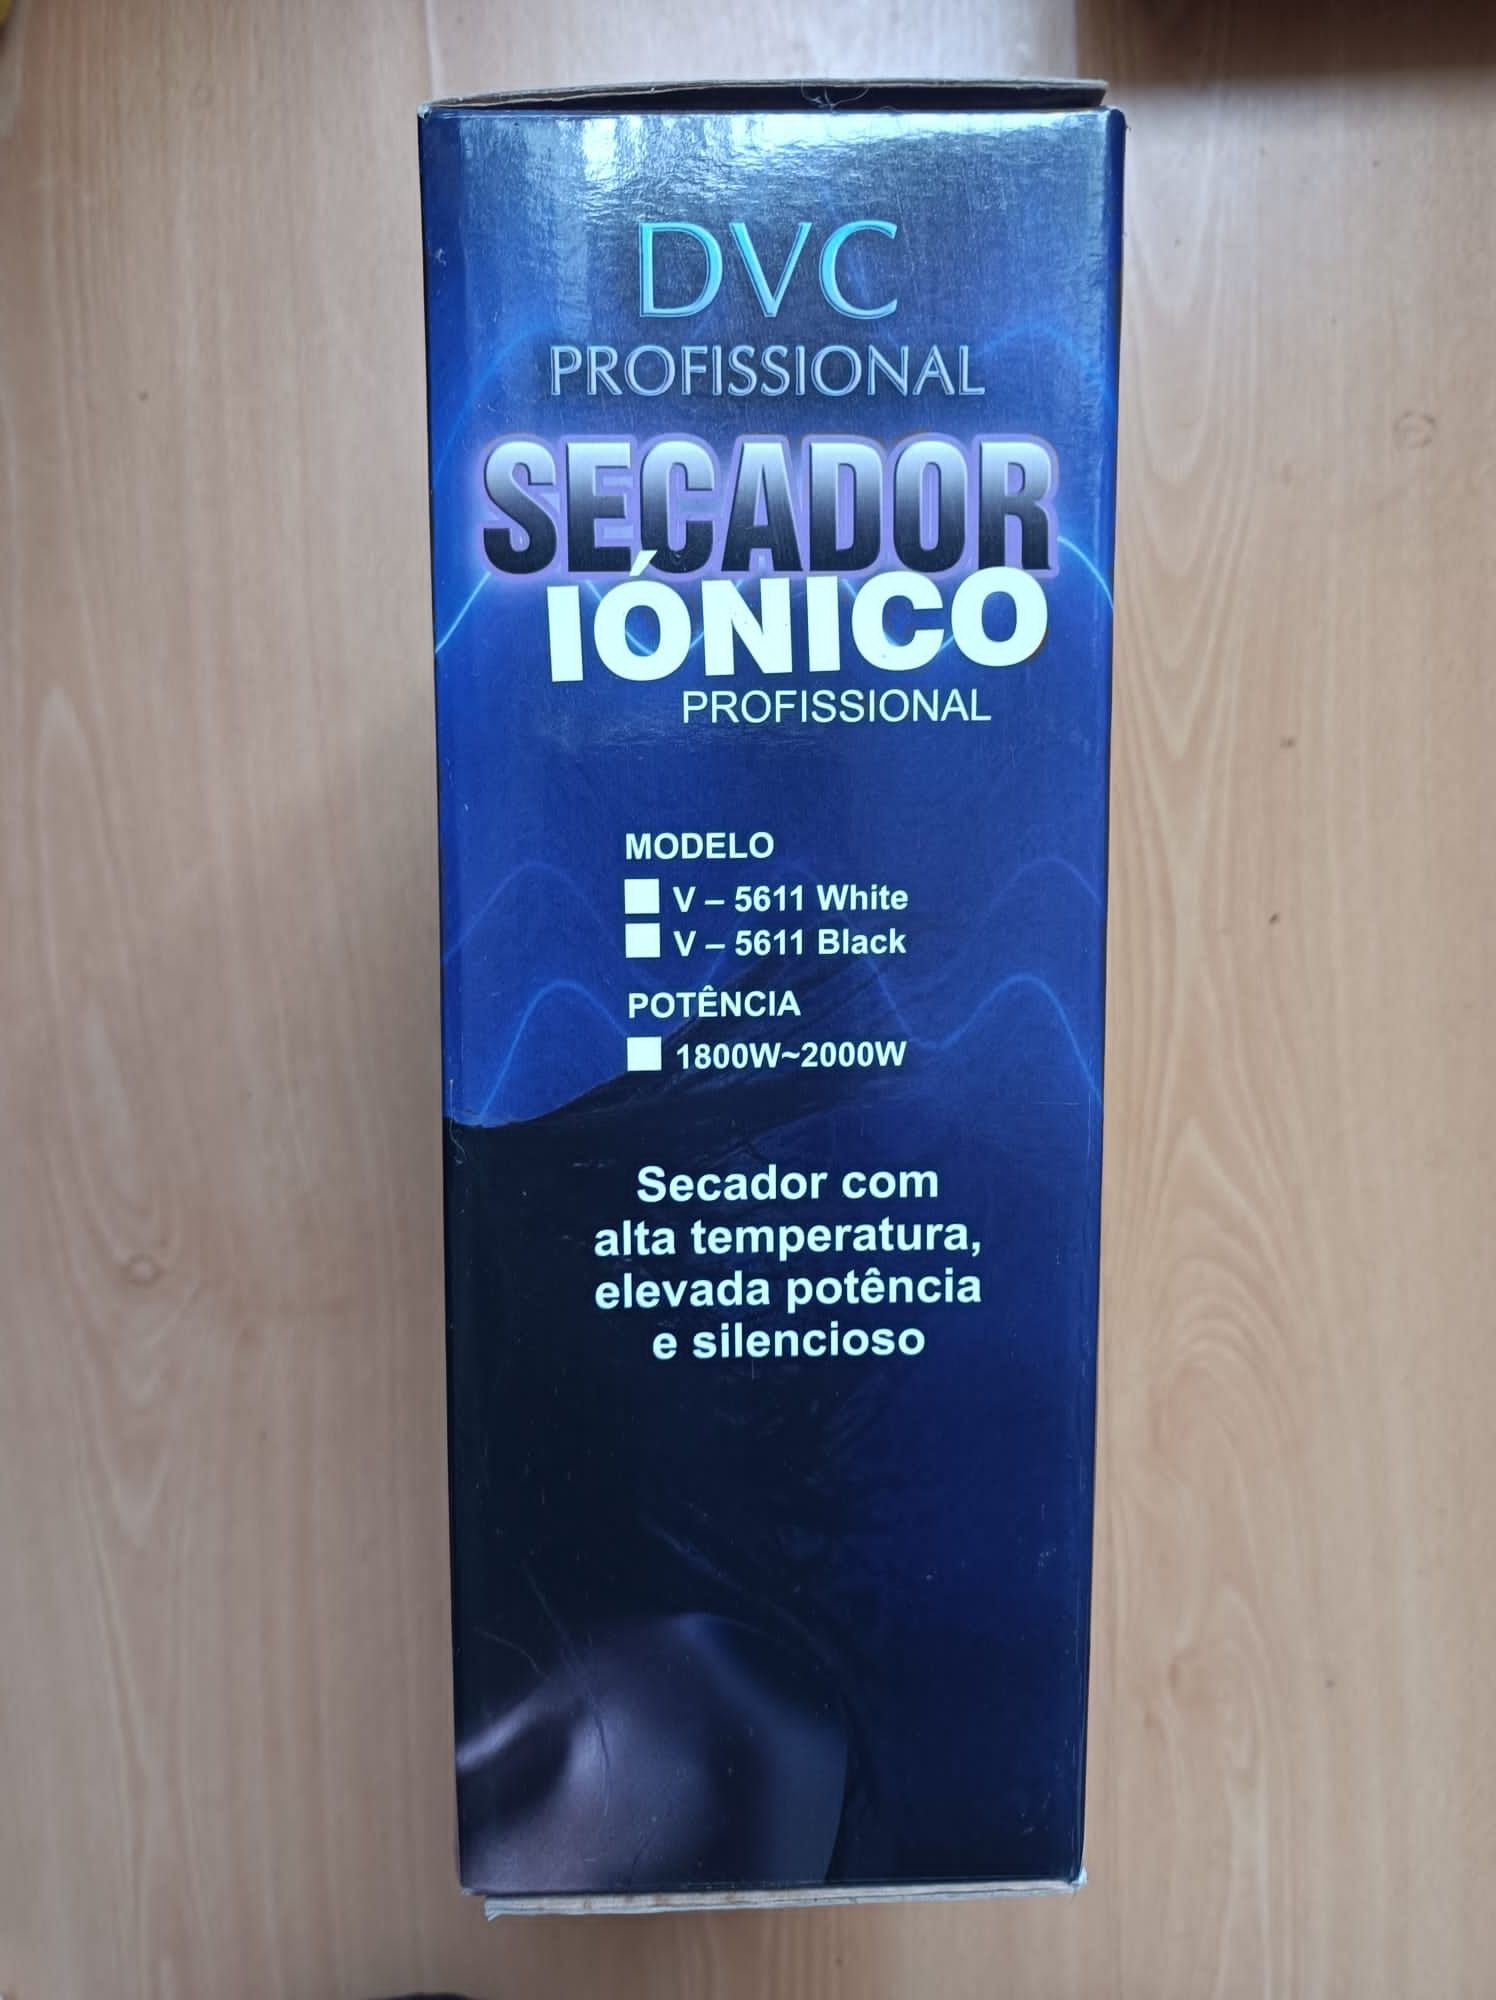 DVC
PROFISSIONAL
SECADOR
IÓNICO
PROFISSIONAL
MODELO
V – 5611 White
V – 5611 Black
POTÊNCIA
1800W~2000W
Secador com
alta temperatura,
elevada potência
e silencioso